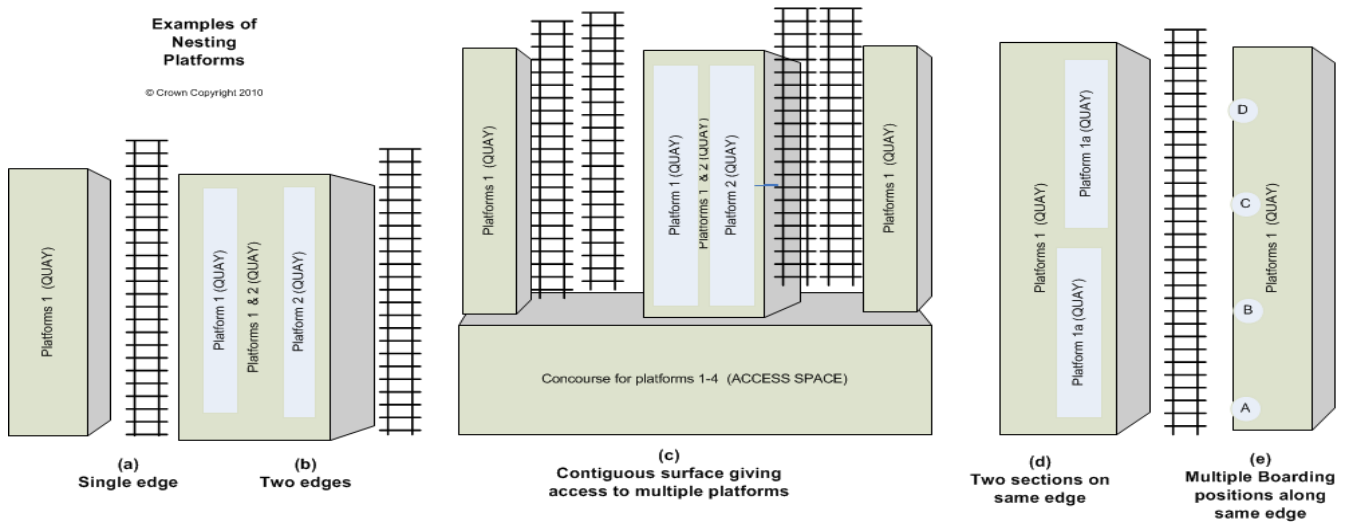 Examples of
Nesting
Platforms
© Crown Copyright 2010
Platforms 1 (QUAY)
Platform 1 (QUAY)
Platforms 1 & 2 (QUAY)
Platform 2 (QUAY)
Platforms 1 (QUAY)
Platform 1 (QUAY)
Platforms 1 & 2 (QUAY)
Platform 2 (QUAY)
Platforms 1 (QUAY)
Concourse for platforms 1-4 (ACCESS SPACE)
Platforms 1 (QUAY)
Platform 1a (QUAY)
Platform 1a (QUAY)
D
C
Platforms 1 (QUAY)
B
A
(a)
Single edge
(b)
Two edges
(c)
Contiguous surface giving
access to multiple platforms
(d)
Two sections on
same edge
(e)
Multiple Boarding
positions along
same edge